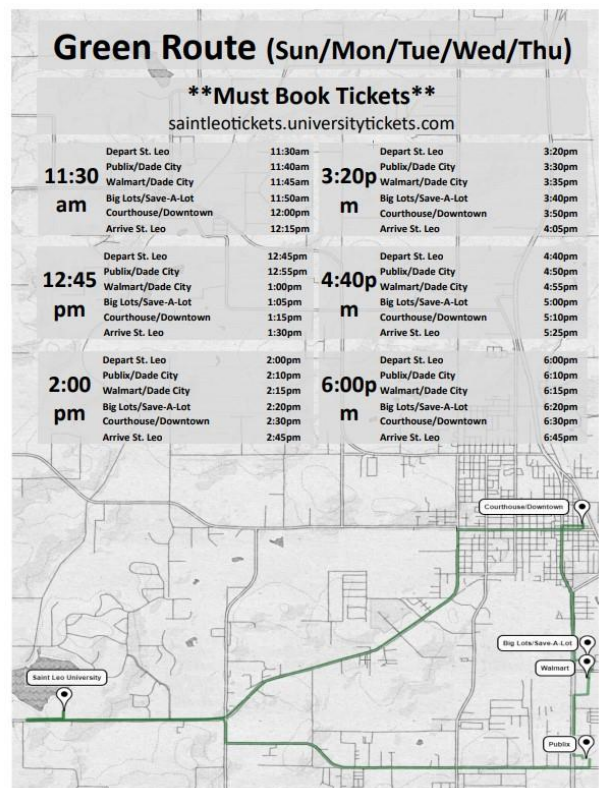 Green Route (Sun/Mon/Tue/Wed/Thu)
**Must Book Tickets**
saintleotickets.universitytickets.com
11:30
am
Depart St. Leo 11:30am
Publix/Dade City 11:40am
Walmart/Dade City 11:45am
Big Lots/Save-A-Lot 11:50am
Courthouse/Downtown 12:00pm
Arrive St. Leo 12:15pm
3:20p
m
Depart St. Leo 3:20pm
Publix/Dade City 3:30pm
Walmart/Dade City 3:35pm
Big Lots/Save-A-Lot 3:40pm
Courthouse/Downtown 3:50pm
Arrive St. Leo 4:05pm
12:45
pm
Depart St. Leo 12:45pm
Publix/Dade City 12:55pm
Walmart/Dade City 1:00pm
Big Lots/Save-A-Lot 1:05pm
Courthouse/Downtown 1:15pm
Arrive St. Leo 1:30pm
4:40p
m
Depart St. Leo 4:40pm
Publix/Dade City 4:50pm
Walmart/Dade City 4:55pm
Big Lots/Save-A-Lot 5:00pm
Courthouse/Downtown 5:10pm
Arrive St. Leo 5:25pm
2:00
pm
Depart St. Leo 2:00pm
Publix/Dade City 2:10pm
Walmart/Dade City 2:15pm
Big Lots/Save-A-Lot 2:20pm
Courthouse/Downtown 2:30pm
Arrive St. Leo 2:45pm
6:00p
m
Depart St. Leo 6:00pm
Publix/Dade City 6:10pm
Walmart/Dade City 6:15pm
Big Lots/Save-A-Lot 6:20pm
Courthouse/Downtown 6:30pm
Arrive St. Leo 6:45pm
Courthouse/Downtown
Big Lots/Save-A-Lot
Walmart
Saint Leo University
Publix